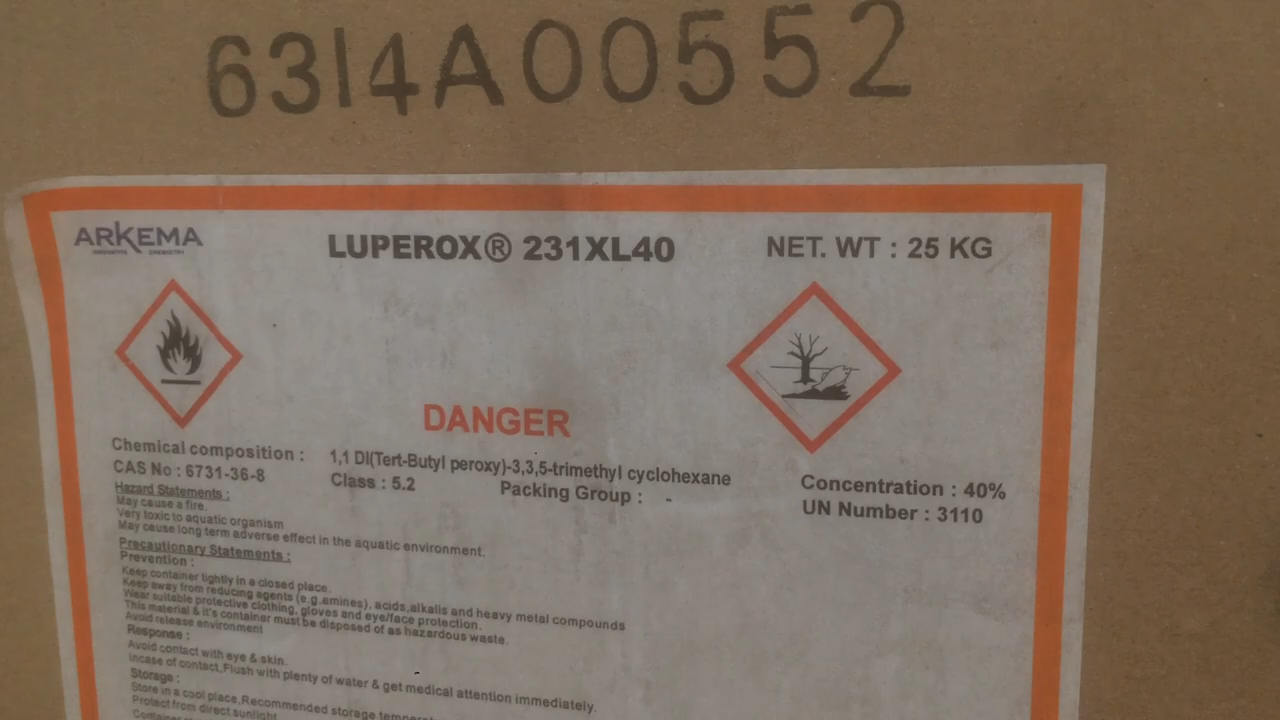 6314A00552
ARKEMA
INNOVATIVE CHEMISTRY
LUPEROX® 231XL40
NET. WT : 25 KG
DANGER
Chemical composition : 1,1 DI(Tert-Butyl peroxy)-3,3,5-trimethyl cyclohexane
CAS No : 6731-36-8 Class : 5.2 Packing Group : - Concentration : 40%
UN Number : 3110
Hazard Statements :
May cause a fire.
Very toxic to aquatic organism
May cause long term adverse effect in the aquatic environment.
Precautionary Statements :
Prevention :
Keep container tightly in a closed place.
Keep away from reducing agents (e.g.amines), acids,alkalis and heavy metal compounds
Wear suitable protective clothing, gloves and eye/face protection.
This material & it's container must be disposed of as hazardous waste.
Avoid release environment
Response :
Avoid contact with eye & skin.
Incase of contact,Flush with plenty of water & get medical attention immediately.
Storage :
Store in a cool place,Recommended storage
Protect from direct sunlight